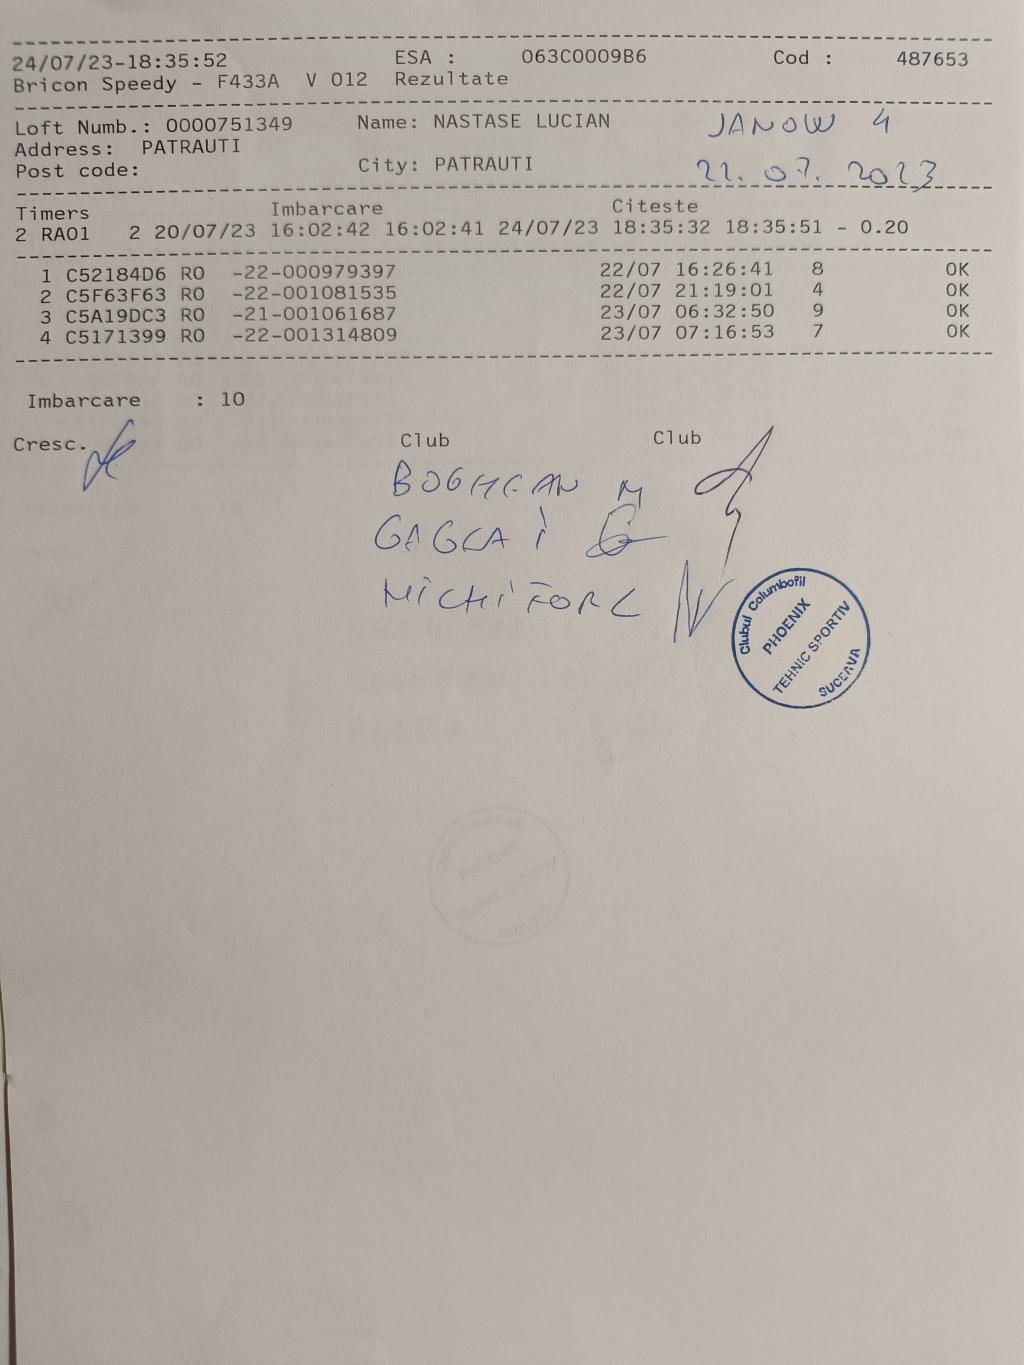 24/07/23-18:35:52 ESA : 063C0009B6 Cod : 487653
Bricon Speedy - F433A V 012 Rezultate
Loft Numb.: 0000751349 Name: NASTASE LUCIAN JANOW 4
Address: PATRAUTI
Post code: City: PATRAUTI 22.07.2023
Timers Imbarcare Citeste
2 RA01 2 20/07/23 16:02:42 16:02:41 24/07/23 18:35:32 18:35:51 - 0.20
1 C52184D6 RO -22-000979397 22/07 16:26:41 8 OK
2 C5F63F63 RO -22-001081535 22/07 21:19:01 4 OK
3 C5A19DC3 RO -21-001061687 23/07 06:32:50 9 OK
4 C5171399 RO -22-001314809 23/07 07:16:53 7 OK
Imbarcare : 10
Cresc. Club Club
BOGHEAN M
GAGEA I
NICHIFOR C
Clubul Columbofil
PHOENIX
TEHNIC SPORTIV
SUCEAVA